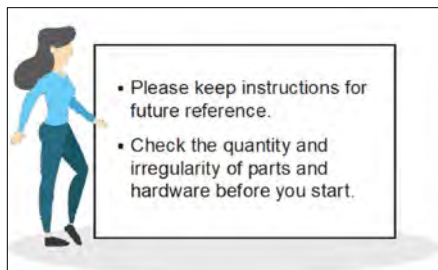 ▪ Please keep instructions for
future reference.
▪ Check the quantity and
irregularity of parts and
hardware before you start.